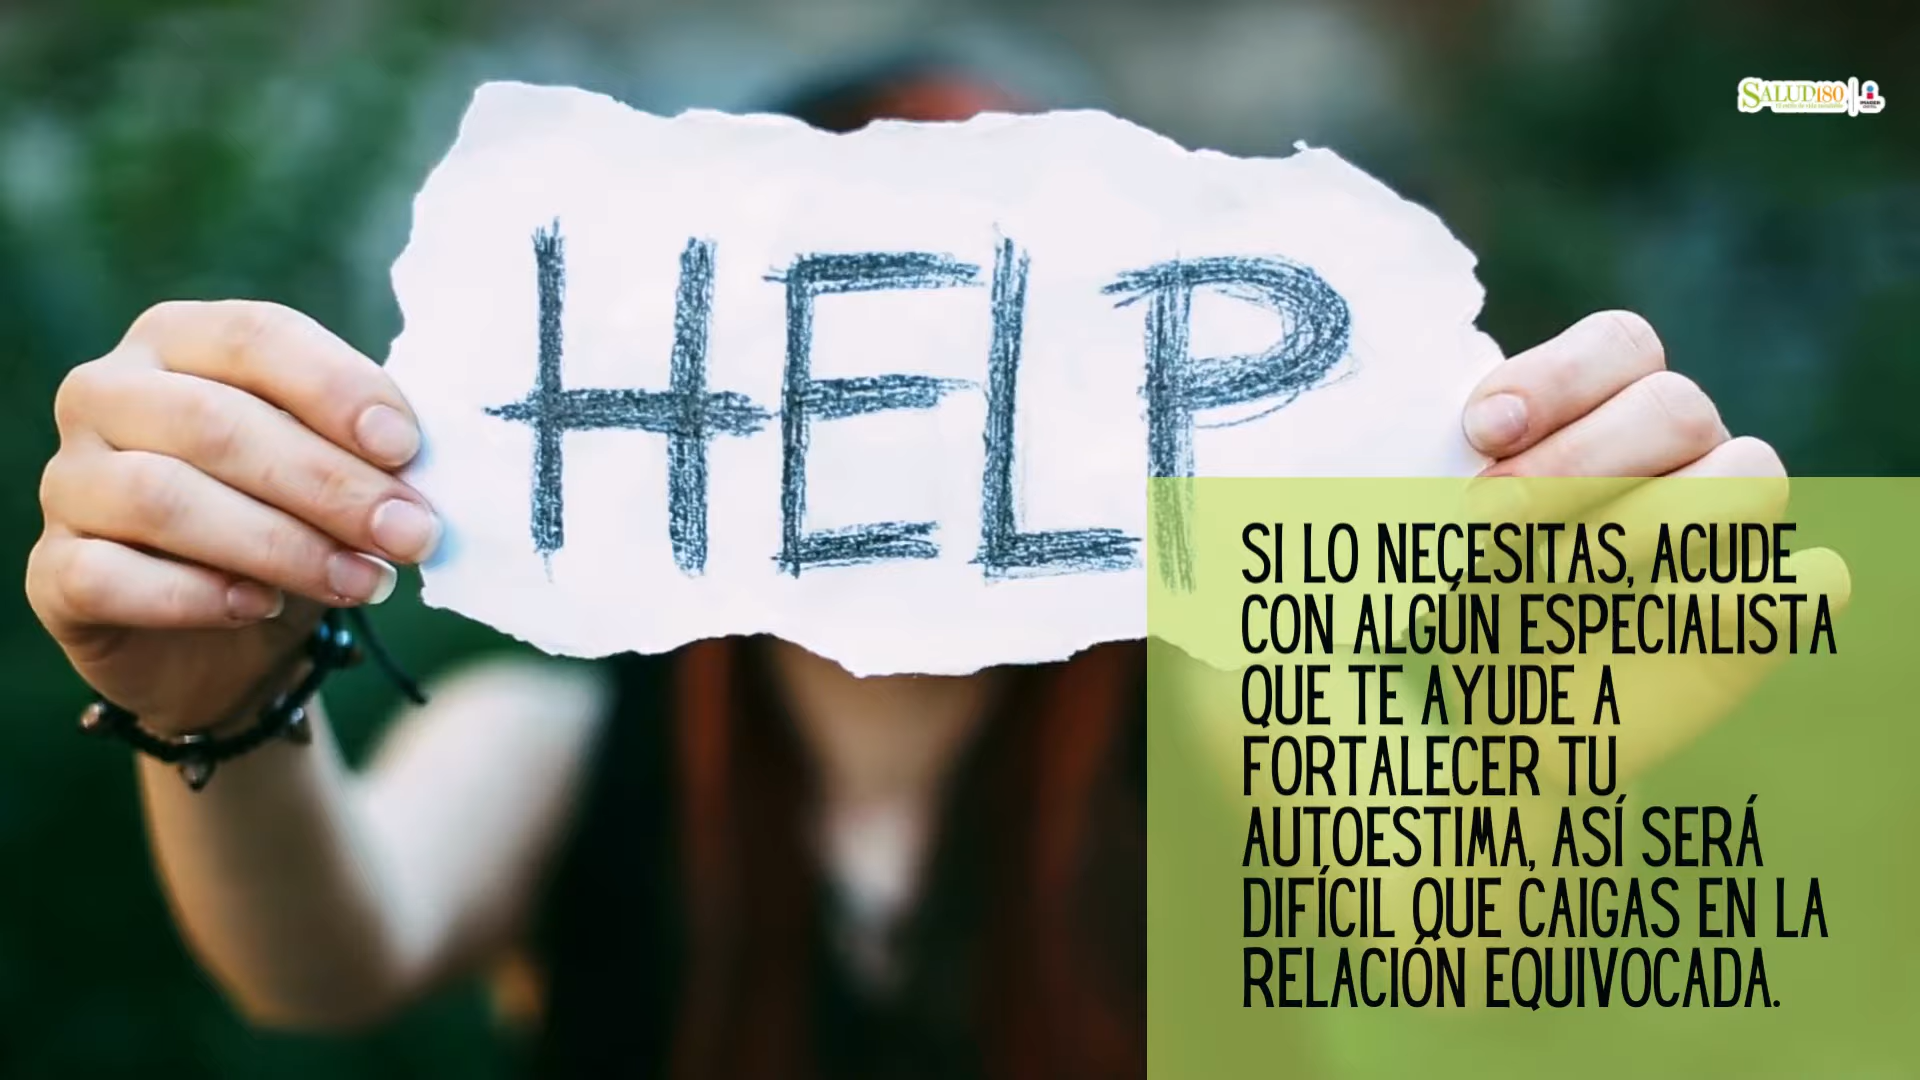 SALUD180
HELP
SI LO NECESITAS, ACUDE
CON ALGÚN ESPECIALISTA
QUE TE AYUDE A
FORTALECER TU
AUTOESTIMA, ASÍ SERÁ
DIFÍCIL QUE CAIGAS EN LA
RELACIÓN EQUIVOCADA.